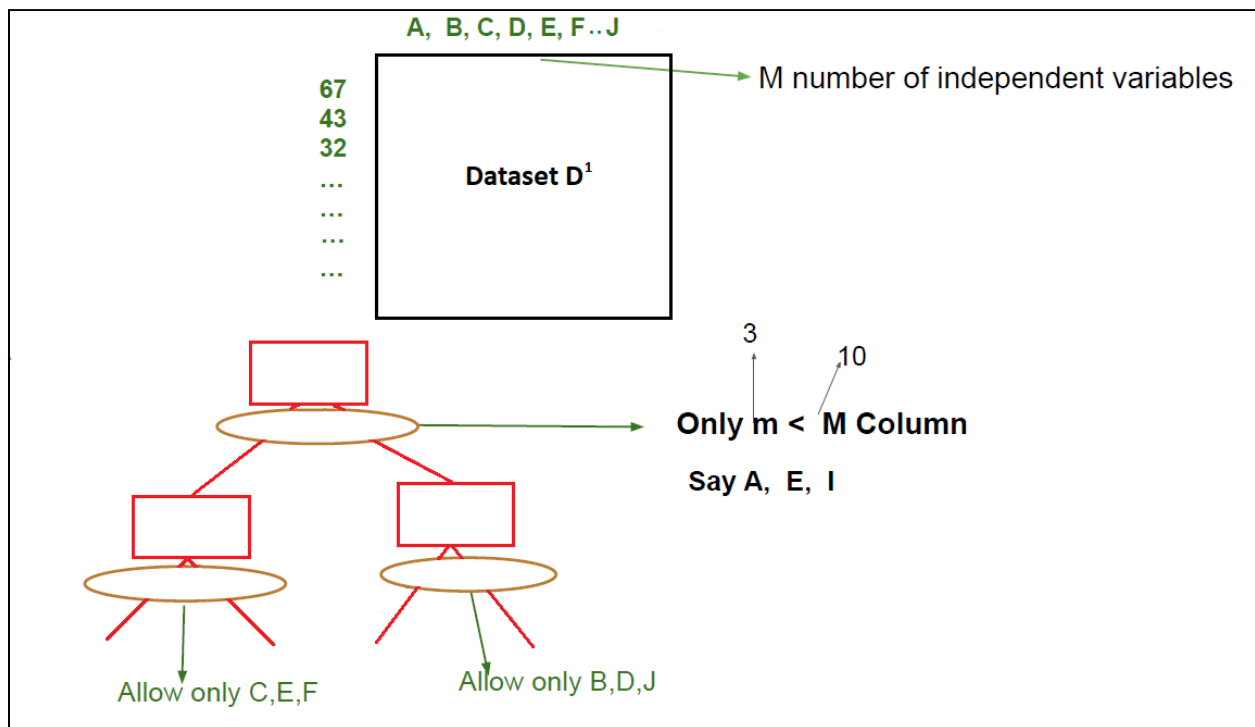 A, B, C, D, E, F ..J
M number of independent variables
67
43
32
...
...
...
...
Dataset D¹
3
10
Only m < M Column
Say A, E, I
Allow only C,E,F
Allow only B,D,J